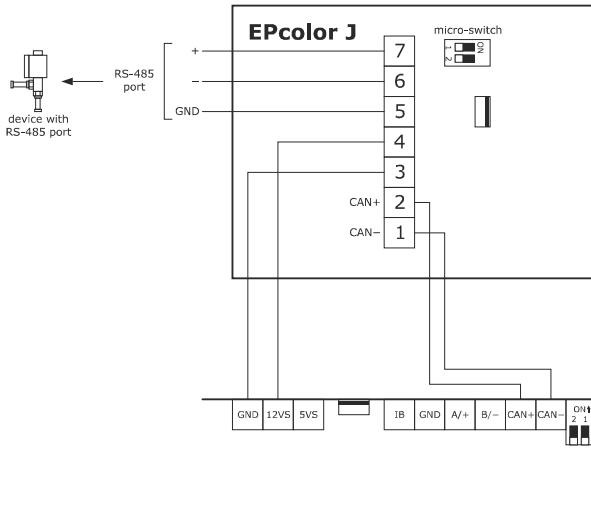 EPcolor J
micro-switch
1 2 ON
+
7
RS-485
port
−
6
GND
5
device with
RS-485 port
4
3
CAN+
2
CAN−
1
GND 12VS 5VS IB GND A/+ B/− CAN+ CAN−
ON
2 1